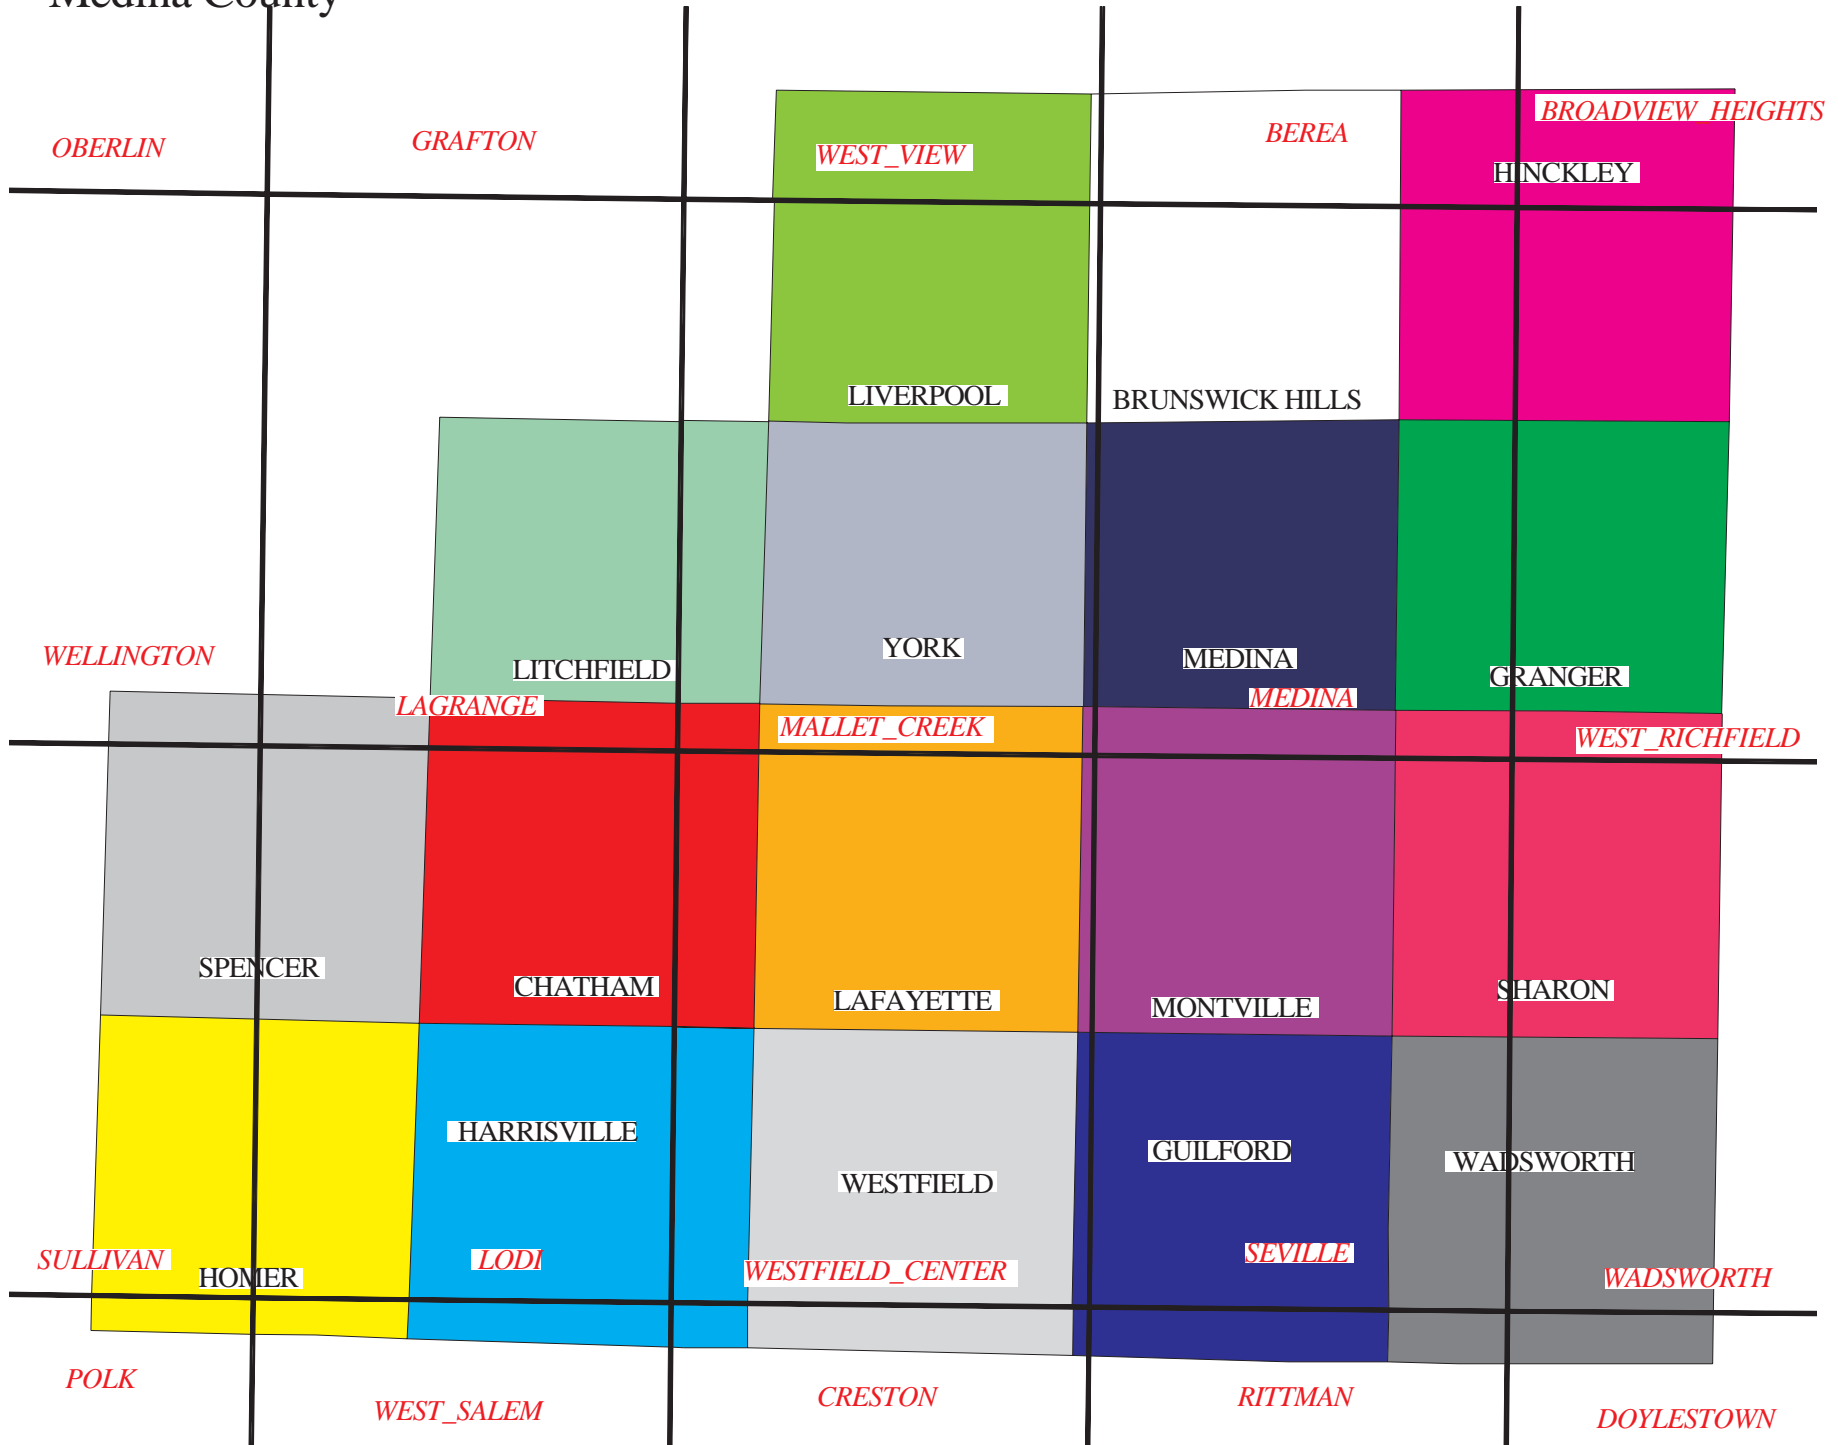 Medina County
BROADVIEW_HEIGHTS
BEREA
GRAFTON
OBERLIN
WEST_VIEW
HINCKLEY
LIVERPOOL
BRUNSWICK HILLS
YORK
WELLINGTON
MEDINA
LITCHFIELD
GRANGER
LAGRANGE
MEDINA
MALLET_CREEK
WEST_RICHFIELD
SPENCER
CHATHAM
SHARON
LAFAYETTE
MONTVILLE
HARRISVILLE
GUILFORD
WADSWORTH
WESTFIELD
SEVILLE
SULLIVAN
LODI
WESTFIELD_CENTER
HOMER
WADSWORTH
POLK
CRESTON
RITTMAN
WEST_SALEM
DOYLESTOWN